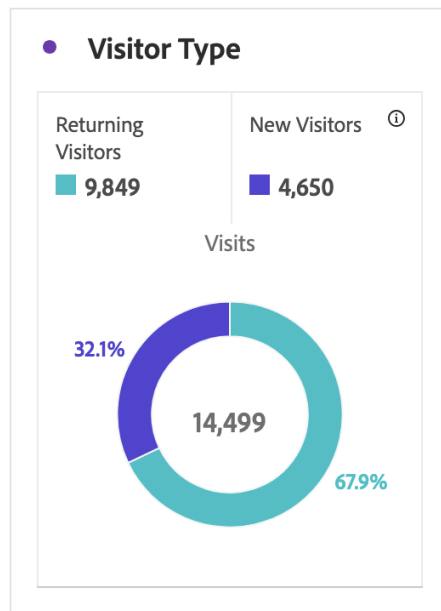 Visitor Type
Returning
Visitors
9,849
New Visitors
4,650
Visits
32.1%
14,499
67.9%